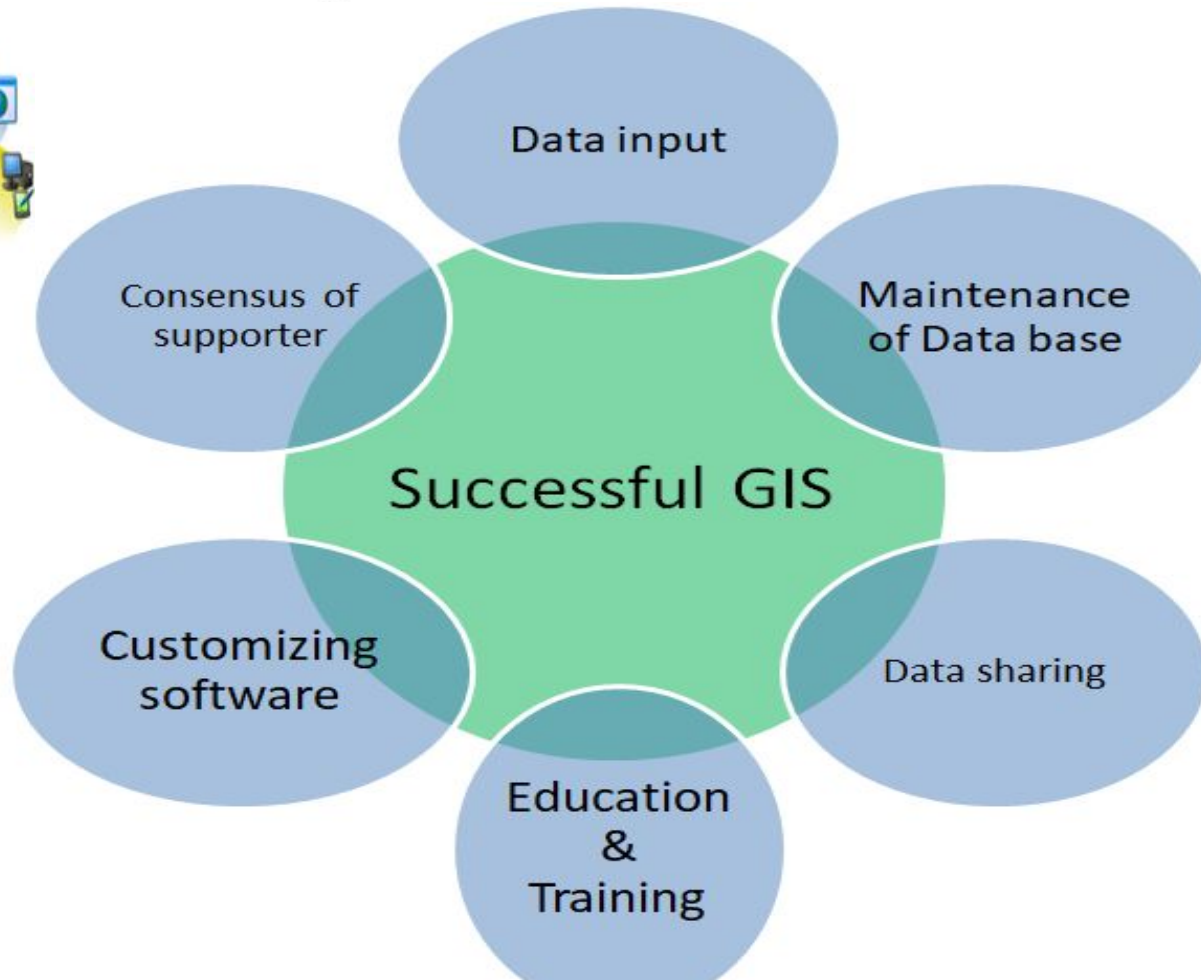 Data input
Consensus of
supporter
Maintenance
of Data base
Successful GIS
Customizing
software
Data sharing
Education
&
Training